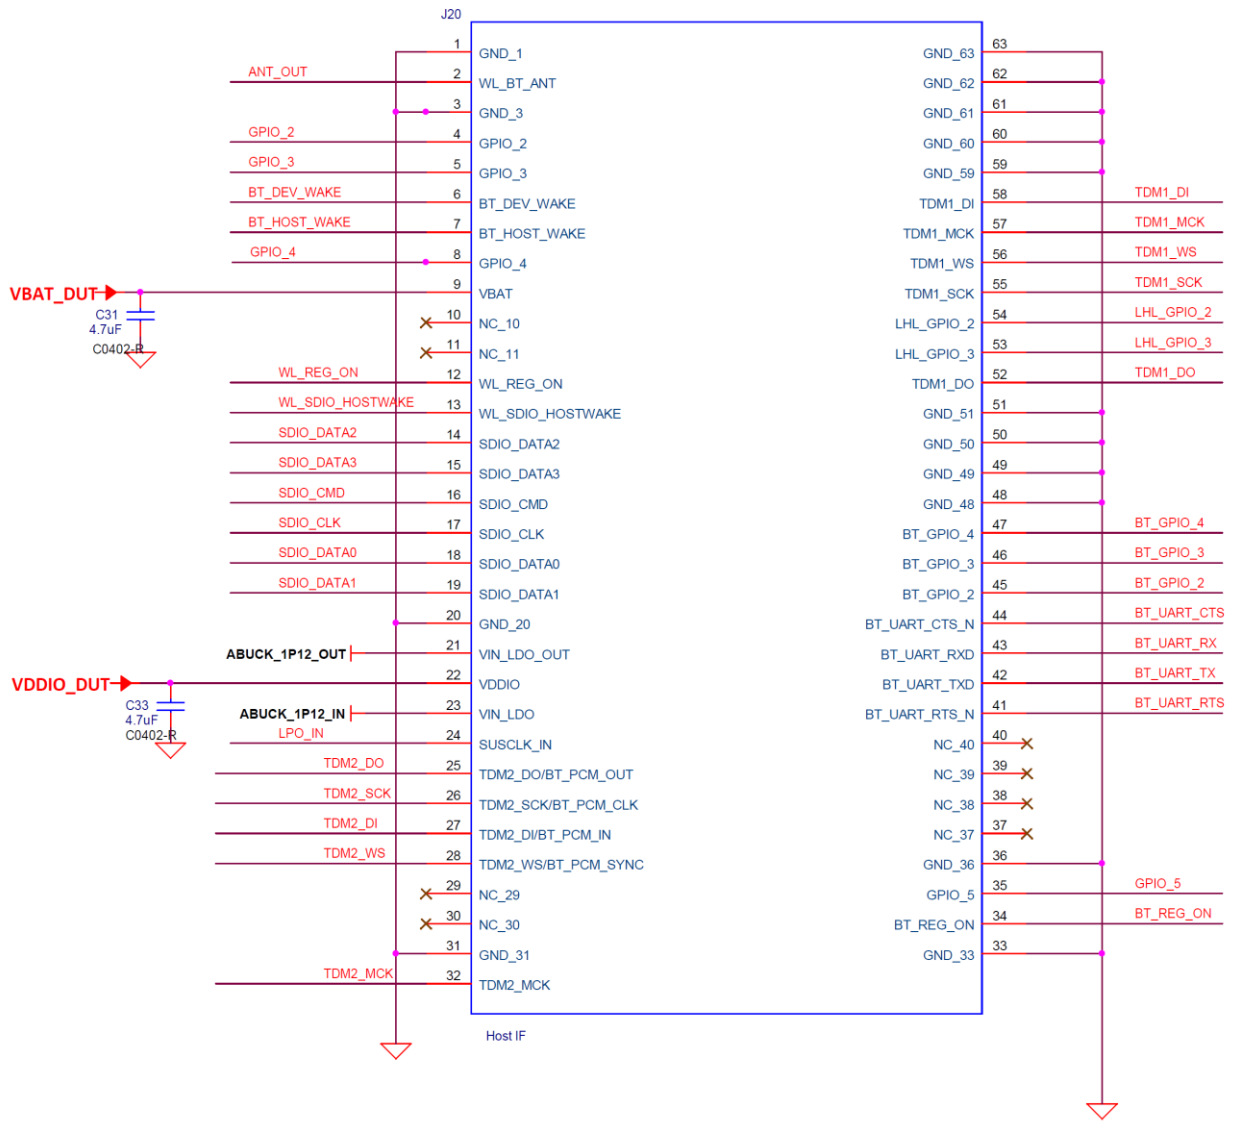 J20
1 GND_1 GND_63 63
ANT_OUT 2 WL_BT_ANT GND_62 62
3 GND_3 GND_61 61
GPIO_2 4 GPIO_2 GND_60 60
GPIO_3 5 GPIO_3 GND_59 59
BT_DEV_WAKE 6 BT_DEV_WAKE TDM1_DI 58 TDM1_DI
BT_HOST_WAKE 7 BT_HOST_WAKE TDM1_MCK 57 TDM1_MCK
GPIO_4 8 GPIO_4 TDM1_WS 56 TDM1_WS
VBAT_DUT 9 VBAT TDM1_SCK 55 TDM1_SCK
C31
4.7uF
C0402-R
10 NC_10 LHL_GPIO_2 54 LHL_GPIO_2
11 NC_11 LHL_GPIO_3 53 LHL_GPIO_3
WL_REG_ON 12 WL_REG_ON TDM1_DO 52 TDM1_DO
WL_SDIO_HOSTWAKE 13 WL_SDIO_HOSTWAKE GND_51 51
SDIO_DATA2 14 SDIO_DATA2 GND_50 50
SDIO_DATA3 15 SDIO_DATA3 GND_49 49
SDIO_CMD 16 SDIO_CMD GND_48 48
SDIO_CLK 17 SDIO_CLK BT_GPIO_4 47 BT_GPIO_4
SDIO_DATA0 18 SDIO_DATA0 BT_GPIO_3 46 BT_GPIO_3
SDIO_DATA1 19 SDIO_DATA1 BT_GPIO_2 45 BT_GPIO_2
20 GND_20 BT_UART_CTS_N 44 BT_UART_CTS
ABUCK_1P12_OUT 21 VIN_LDO_OUT BT_UART_RXD 43 BT_UART_RX
VDDIO_DUT 22 VDDIO BT_UART_TXD 42 BT_UART_TX
C33
4.7uF
C0402-R
ABUCK_1P12_IN 23 VIN_LDO BT_UART_RTS_N 41 BT_UART_RTS
LPO_IN 24 SUSCLK_IN NC_40 40
TDM2_DO 25 TDM2_DO/BT_PCM_OUT NC_39 39
TDM2_SCK 26 TDM2_SCK/BT_PCM_CLK NC_38 38
TDM2_DI 27 TDM2_DI/BT_PCM_IN NC_37 37
TDM2_WS 28 TDM2_WS/BT_PCM_SYNC GND_36 36
29 NC_29 GPIO_5 35 GPIO_5
30 NC_30 BT_REG_ON 34 BT_REG_ON
31 GND_31 GND_33 33
TDM2_MCK 32 TDM2_MCK
Host IF